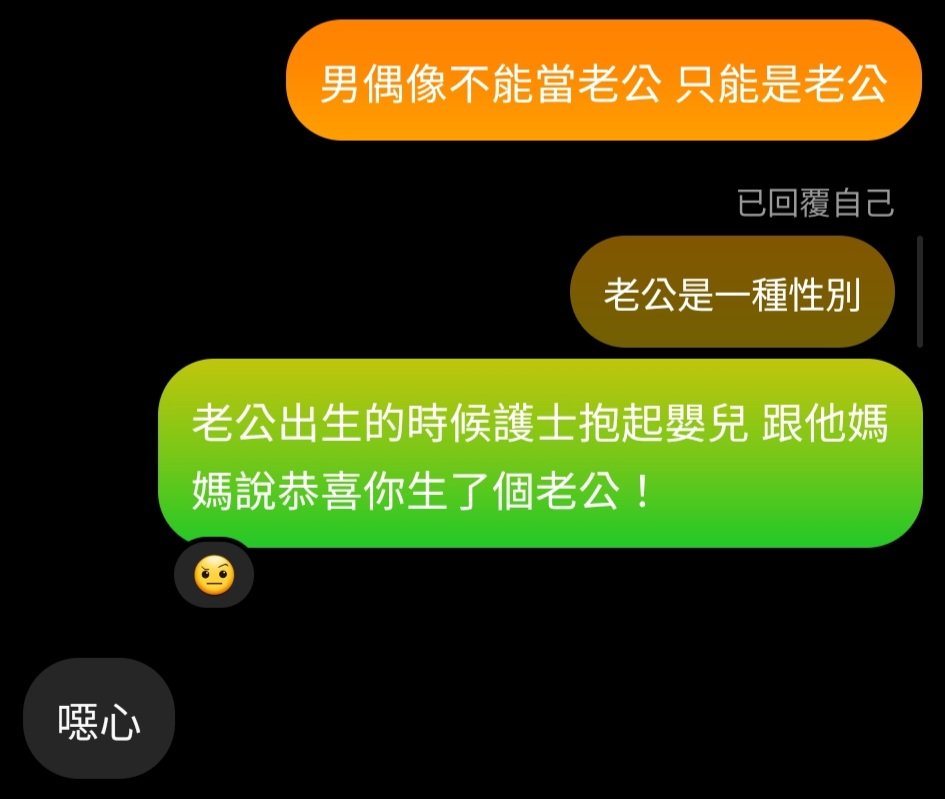 男偶像不能當老公 只能是老公
已回覆自己
老公是一種性別
老公出生的時候護士抱起嬰兒 跟他媽
媽說恭喜你生了個老公！
噁心